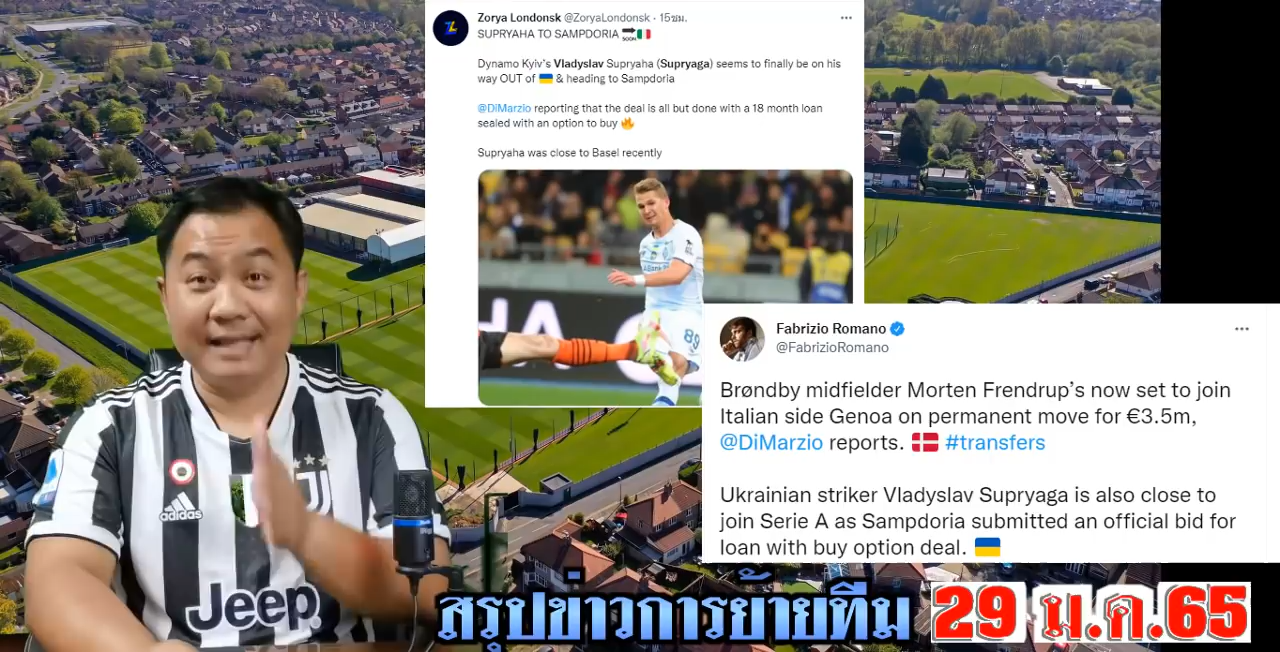 Zorya Londonsk @ZoryaLondonsk · 15ชม.
SUPRYAHA TO SAMPDORIA SOON
Dynamo Kyiv's Vladyslav Supryaha (Supryaga) seems to finally be on his
way OUT of & heading to Sampdoria
@DiMarzio reporting that the deal is all but done with a 18 month loan
sealed with an option to buy
Supryaha was close to Basel recently
89
Fabrizio Romano
@FabrizioRomano
Brøndby midfielder Morten Frendrup's now set to join
Italian side Genoa on permanent move for €3.5m,
@DiMarzio reports. #transfers
Ukrainian striker Vladyslav Supryaga is also close to
join Serie A as Sampdoria submitted an official bid for
loan with buy option deal.
adidas
Jeep
สรุปข่าวการย้ายทีม 29 ม.ค.65